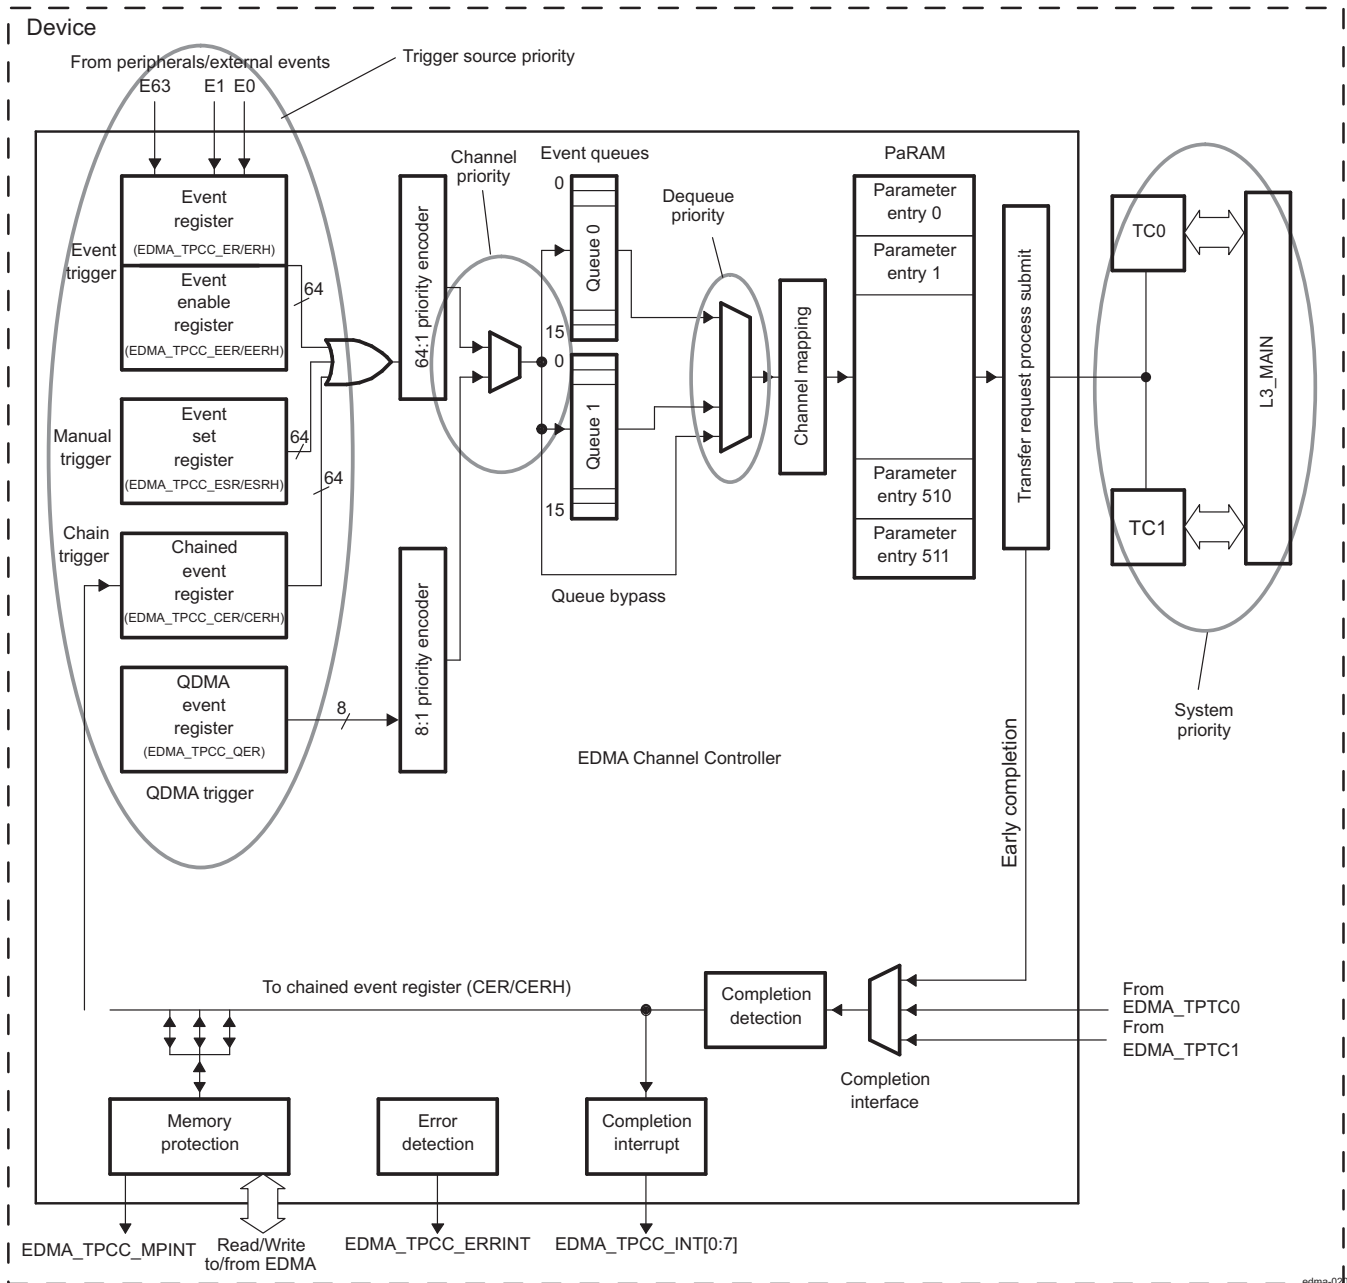 Device
From peripherals/external events
Trigger source priority
E63
E1
E0
Event
register
(EDMA_TPCC_ER/ERH)
Event
trigger
Event
enable
register
(EDMA_TPCC_EER/EERH)
64
Manual
trigger
Event
set
register
(EDMA_TPCC_ESR/ESRH)
64
64
Chain
trigger
Chained
event
register
(EDMA_TPCC_CER/CERH)
QDMA
event
register
(EDMA_TPCC_QER)
QDMA trigger
8
64:1 priority encoder
8:1 priority encoder
Channel
priority
Event queues
0
Queue 0
15
0
Queue 1
15
Queue bypass
Dequeue
priority
Channel mapping
PaRAM
Parameter
entry 0
Parameter
entry 1
Parameter
entry 510
Parameter
entry 511
Transfer request process submit
TC0
TC1
L3_MAIN
System
priority
EDMA Channel Controller
Early completion
To chained event register (CER/CERH)
Completion
detection
Completion
interface
From
EDMA_TPTC0
From
EDMA_TPTC1
Memory
protection
Error
detection
Completion
interrupt
EDMA_TPCC_MPINT
Read/Write
to/from EDMA
EDMA_TPCC_ERRINT
EDMA_TPCC_INT[0:7]